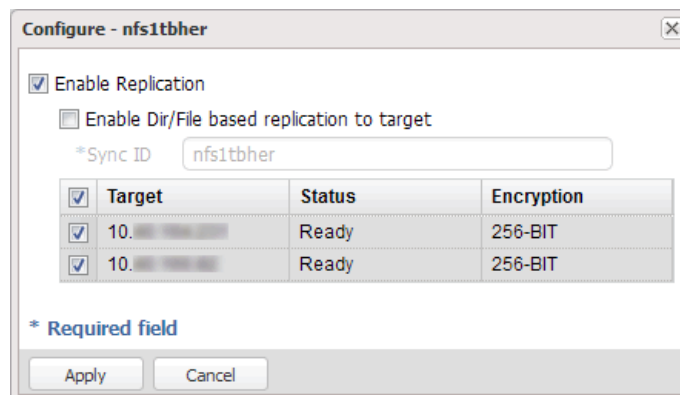 Configure - nfs1tbher
Enable Replication
Enable Dir/File based replication to target
*Sync ID nfs1tbher
Target Status Encryption
10. Ready 256-BIT
10. Ready 256-BIT
* Required field
Apply Cancel